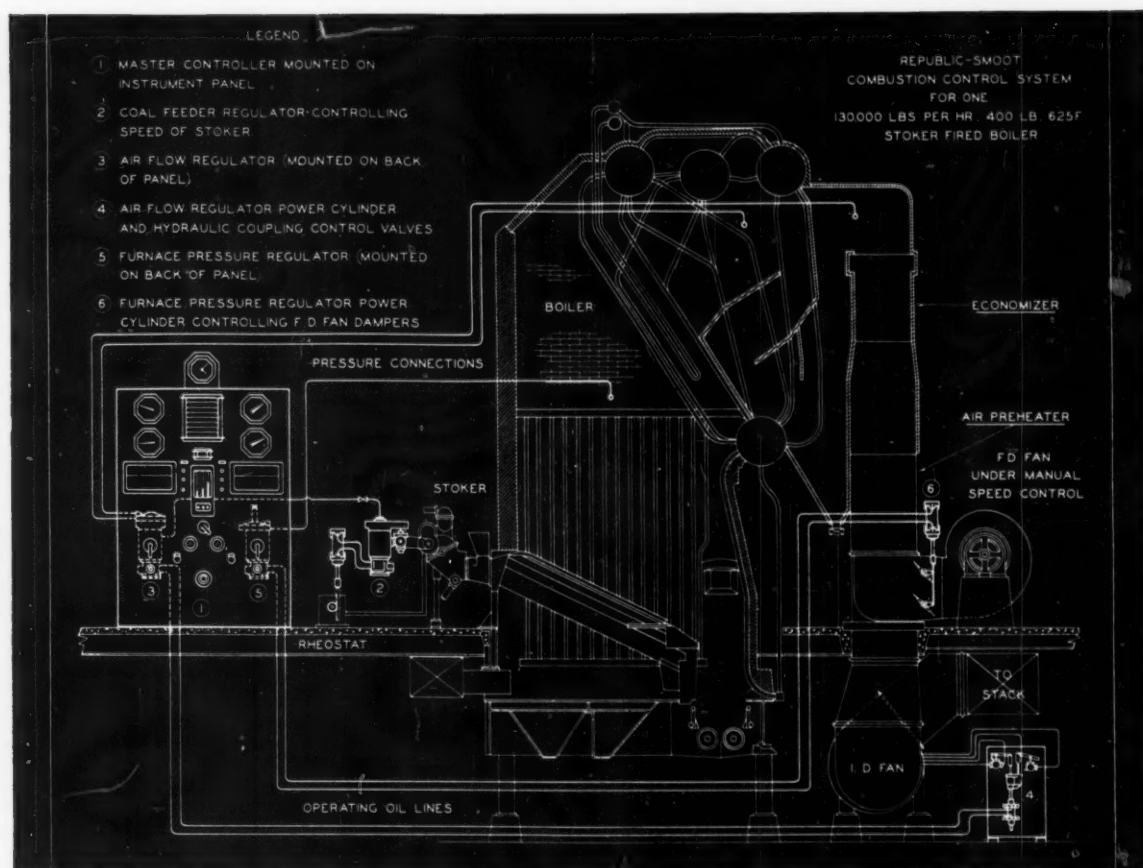 LEGEND
1 MASTER CONTROLLER MOUNTED ON
INSTRUMENT PANEL
2 COAL FEEDER REGULATOR-CONTROLLING
SPEED OF STOKER
3 AIR FLOW REGULATOR (MOUNTED ON BACK
OF PANEL)
4 AIR FLOW REGULATOR POWER CYLINDER
AND HYDRAULIC COUPLING CONTROL VALVES
5 FURNACE PRESSURE REGULATOR (MOUNTED
ON BACK OF PANEL)
6 FURNACE PRESSURE REGULATOR POWER
CYLINDER CONTROLLING F.D. FAN DAMPERS
REPUBLIC-SMOOT
COMBUSTION CONTROL SYSTEM
FOR ONE
130,000 LBS PER HR. 400 LB. 625F
STOKER FIRED BOILER
BOILER
ECONOMIZER
PRESSURE CONNECTIONS
AIR PREHEATER
F.D. FAN
UNDER MANUAL
SPEED CONTROL
STOKER
6
3
1
5
2
RHEOSTAT
TO
STACK
I. D. FAN
4
OPERATING OIL LINES